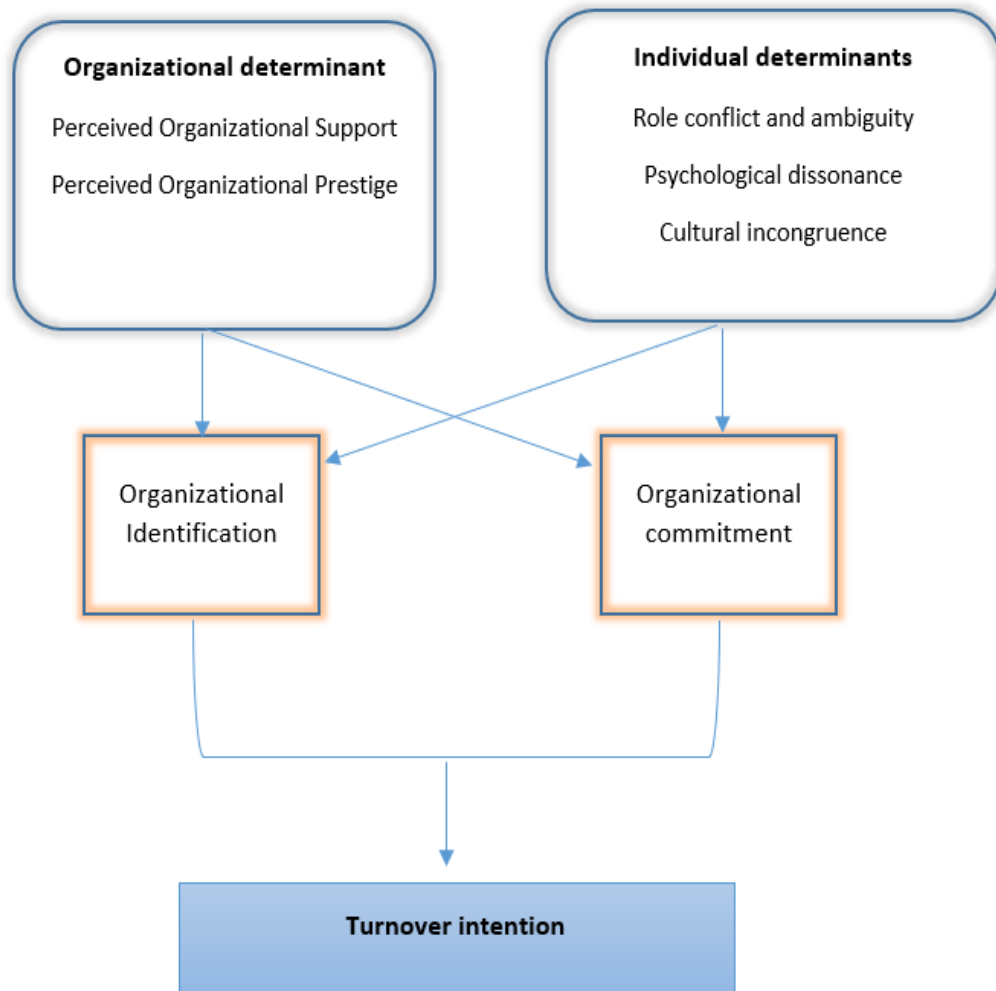 Organizational determinant
Perceived Organizational Support
Perceived Organizational Prestige
Individual determinants
Role conflict and ambiguity
Psychological dissonance
Cultural incongruence
Organizational
Identification
Organizational
commitment
Turnover intention